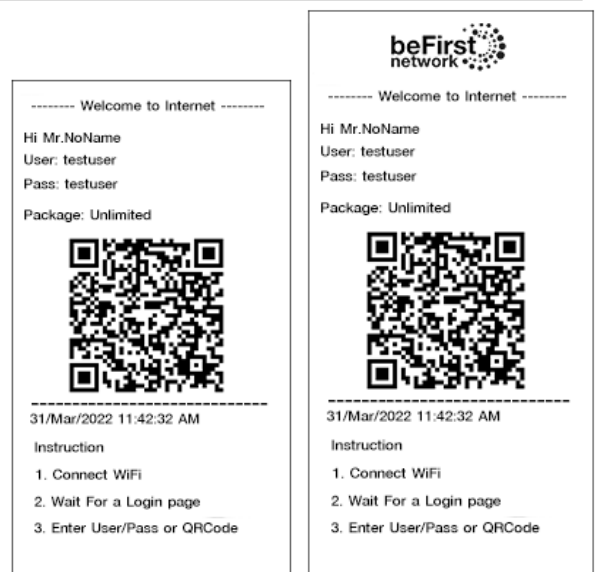 -------- Welcome to Internet --------
Hi Mr.NoName
User: testuser
Pass: testuser
Package: Unlimited
31/Mar/2022 11:42:32 AM
Instruction
1. Connect WiFi
2. Wait For a Login page
3. Enter User/Pass or QRCode
beFirst
network
-------- Welcome to Internet --------
Hi Mr.NoName
User: testuser
Pass: testuser
Package: Unlimited
31/Mar/2022 11:42:32 AM
Instruction
1. Connect WiFi
2. Wait For a Login page
3. Enter User/Pass or QRCode